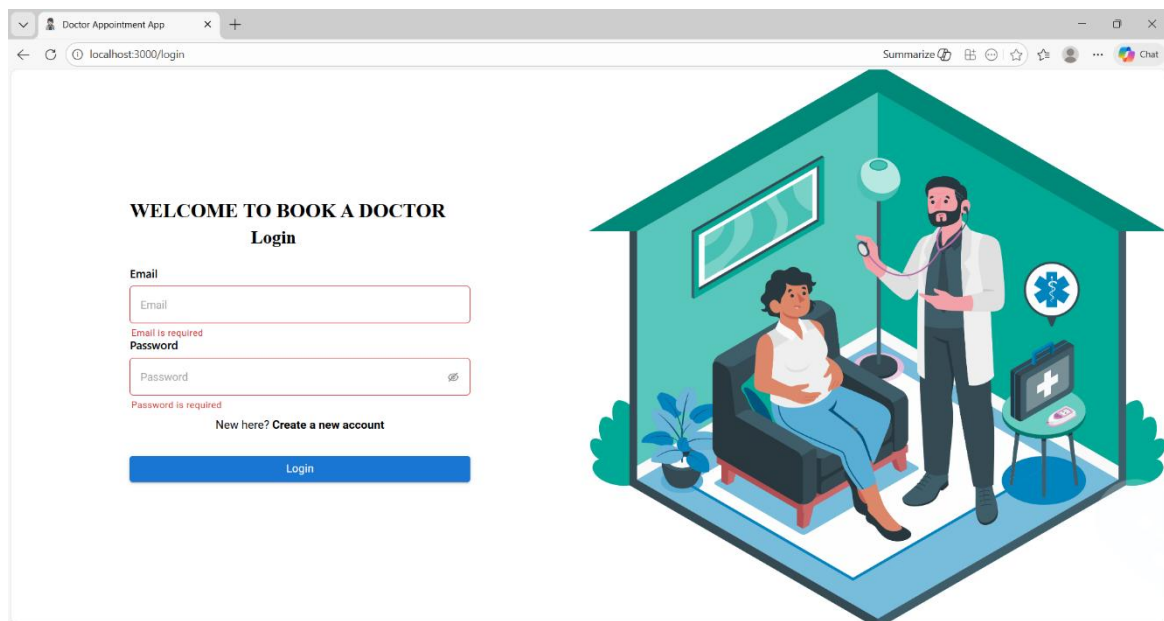 Doctor Appointment App
localhost:3000/login
Summarize
Chat
WELCOME TO BOOK A DOCTOR
Login
Email
Email
Email is required
Password
Password
Password is required
New here? Create a new account
Login